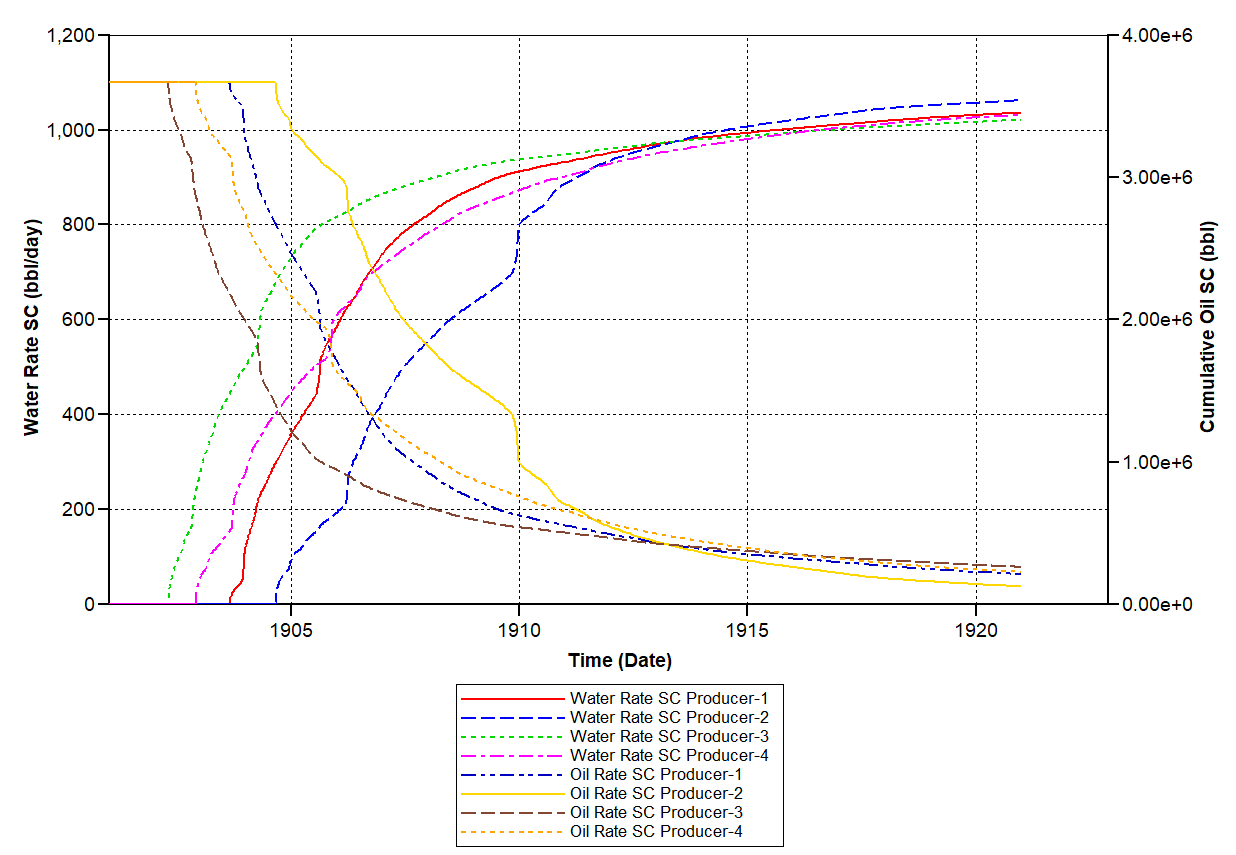 1,200
1,000
800
600
400
200
0
Water Rate SC (bbl/day)
4.00e+6
3.00e+6
2.00e+6
1.00e+6
0.00e+0
Cumulative Oil SC (bbl)
1905 1910 1915 1920
Time (Date)
Water Rate SC Producer-1
Water Rate SC Producer-2
Water Rate SC Producer-3
Water Rate SC Producer-4
Oil Rate SC Producer-1
Oil Rate SC Producer-2
Oil Rate SC Producer-3
Oil Rate SC Producer-4